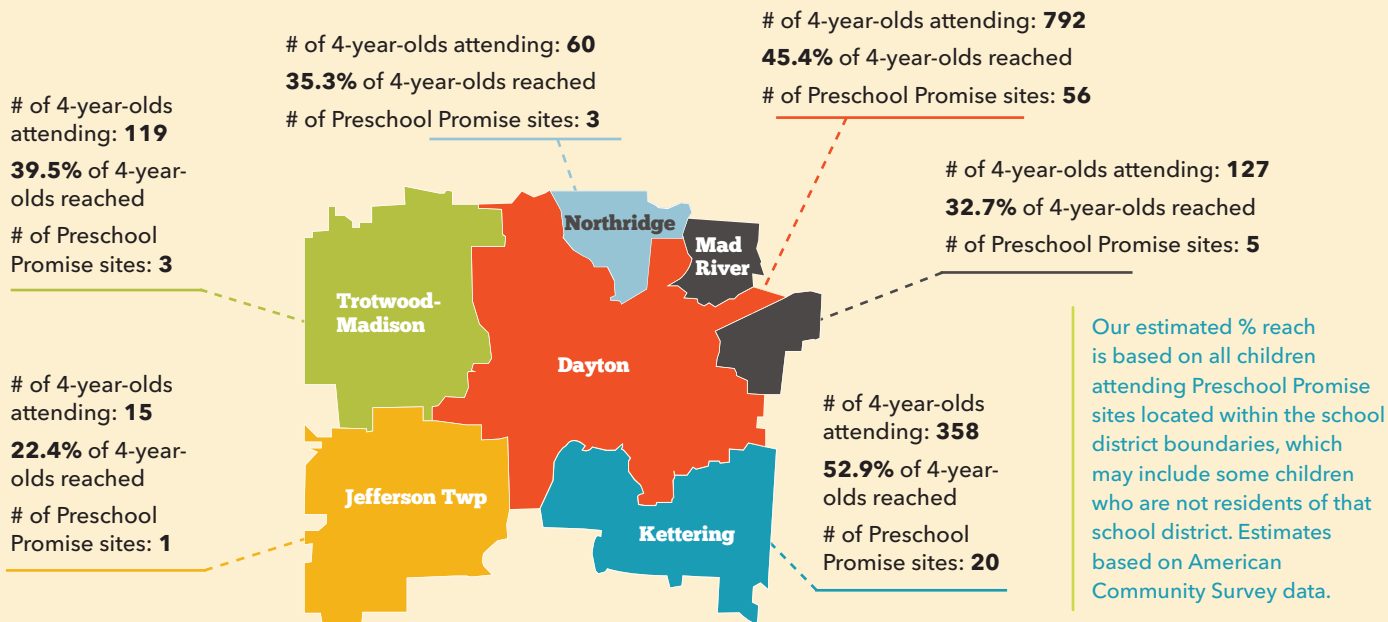 # of 4-year-olds attending: 792
45.4% of 4-year-olds reached
# of Preschool Promise sites: 56
# of 4-year-olds attending: 60
35.3% of 4-year-olds reached
# of Preschool Promise sites: 3
# of 4-year-olds
attending: 119
39.5% of 4-year-
olds reached
# of Preschool
Promise sites: 3
# of 4-year-olds attending: 127
32.7% of 4-year-olds reached
# of Preschool Promise sites: 5
Northridge
Mad
River
Trotwood-
Madison
Dayton
Jefferson Twp
Kettering
# of 4-year-olds
attending: 15
22.4% of 4-year-
olds reached
# of Preschool
Promise sites: 1
# of 4-year-olds
attending: 358
52.9% of 4-year-
olds reached
# of Preschool
Promise sites: 20
Our estimated % reach
is based on all children
attending Preschool Promise
sites located within the school
district boundaries, which
may include some children
who are not residents of that
school district. Estimates
based on American
Community Survey data.